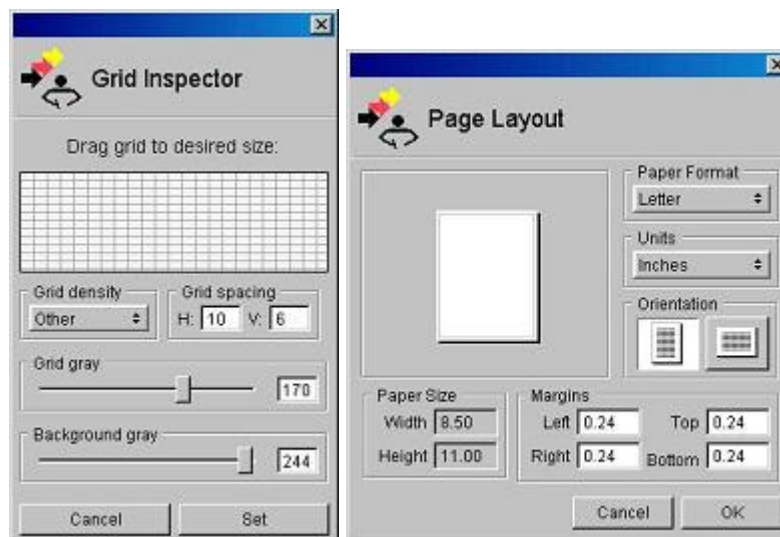 Grid Inspector
Drag grid to desired size:
Grid density
Other
Grid spacing
H: 10 V: 6
Grid gray
170
Background gray
244
Cancel Set
Page Layout
Paper Format
Letter
Units
Inches
Orientation
Paper Size
Width 8.50
Height 11.00
Margins
Left 0.24 Top 0.24
Right 0.24 Bottom 0.24
Cancel OK